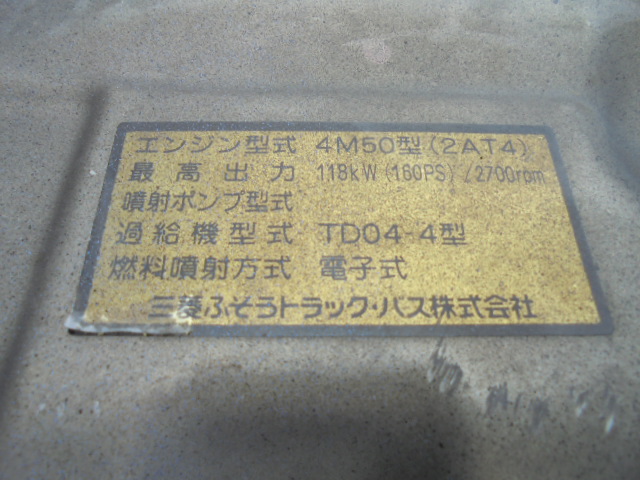 エンジン型式 4M50型(2AT4)
最高出力 118kW(160PS)/2700rpm
噴射ポンプ型式
過給機型式 TD04-4型
燃料噴射方式 電子式
三菱ふそうトラック・バス株式会社